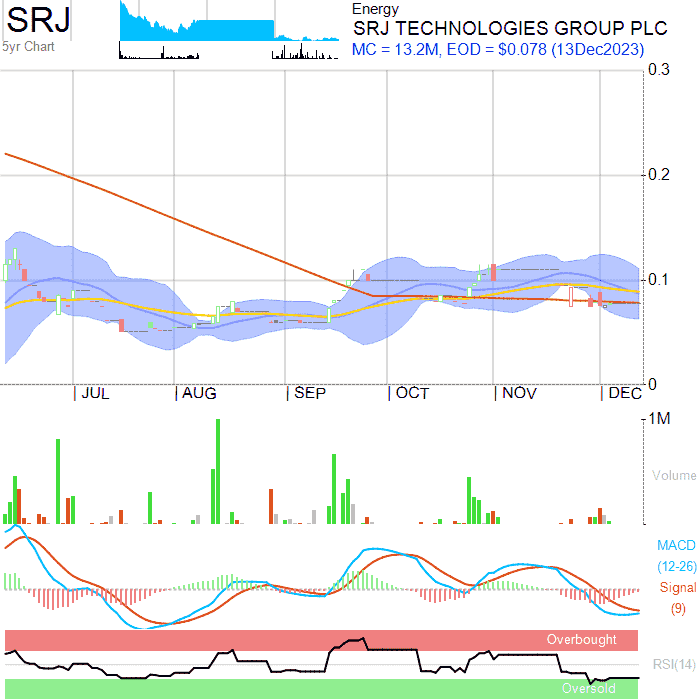 SRJ
5yr Chart
Energy
SRJ TECHNOLOGIES GROUP PLC
MC = 13.2M, EOD = $0.078 (13Dec2023)
0.3
0.2
0.1
0
JUL AUG SEP OCT NOV DEC
1M
Volume
MACD
(12-26)
Signal
(9)
Overbought
RSI(14)
Oversold